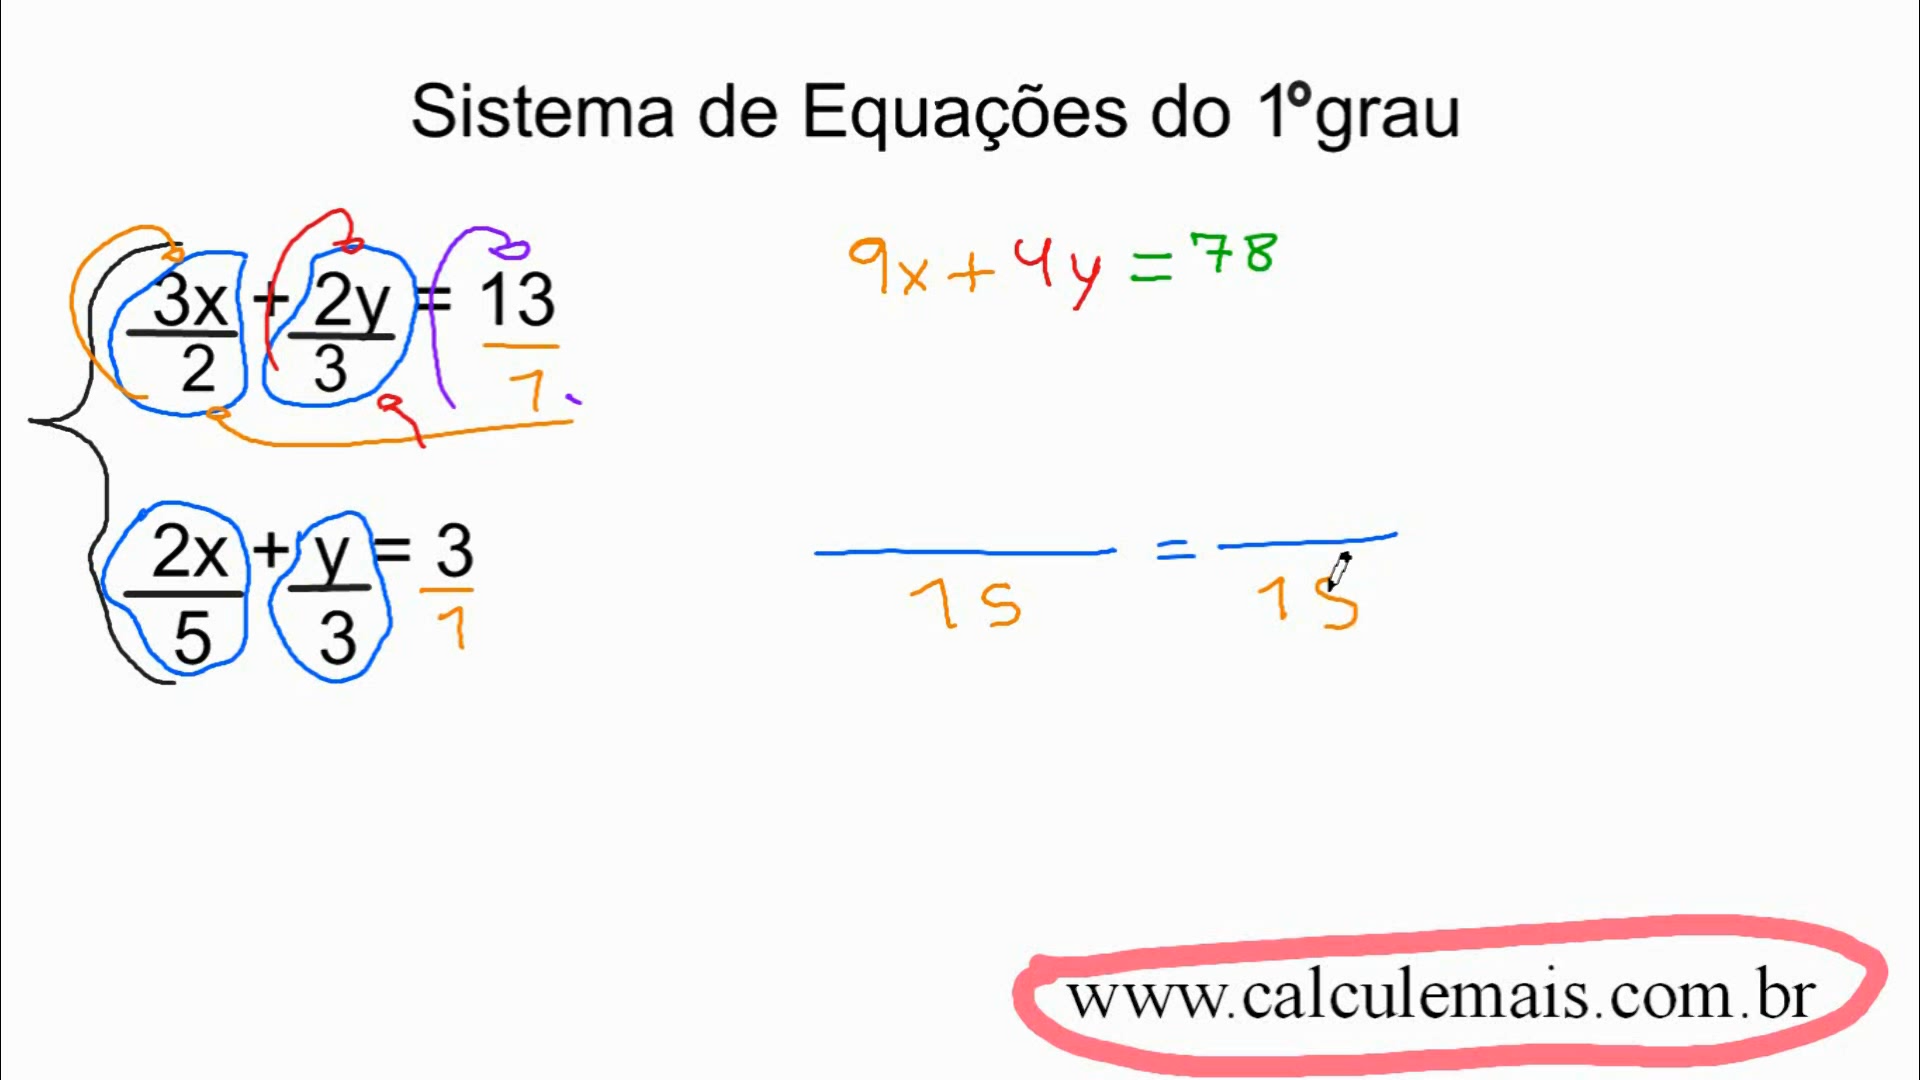 Sistema de Equações do 1ºgrau
3x + 2y = 13
2 3 1
9x + 4y = 78
2x + y = 3
5 3 1
= 
15 15
www.calculemais.com.br